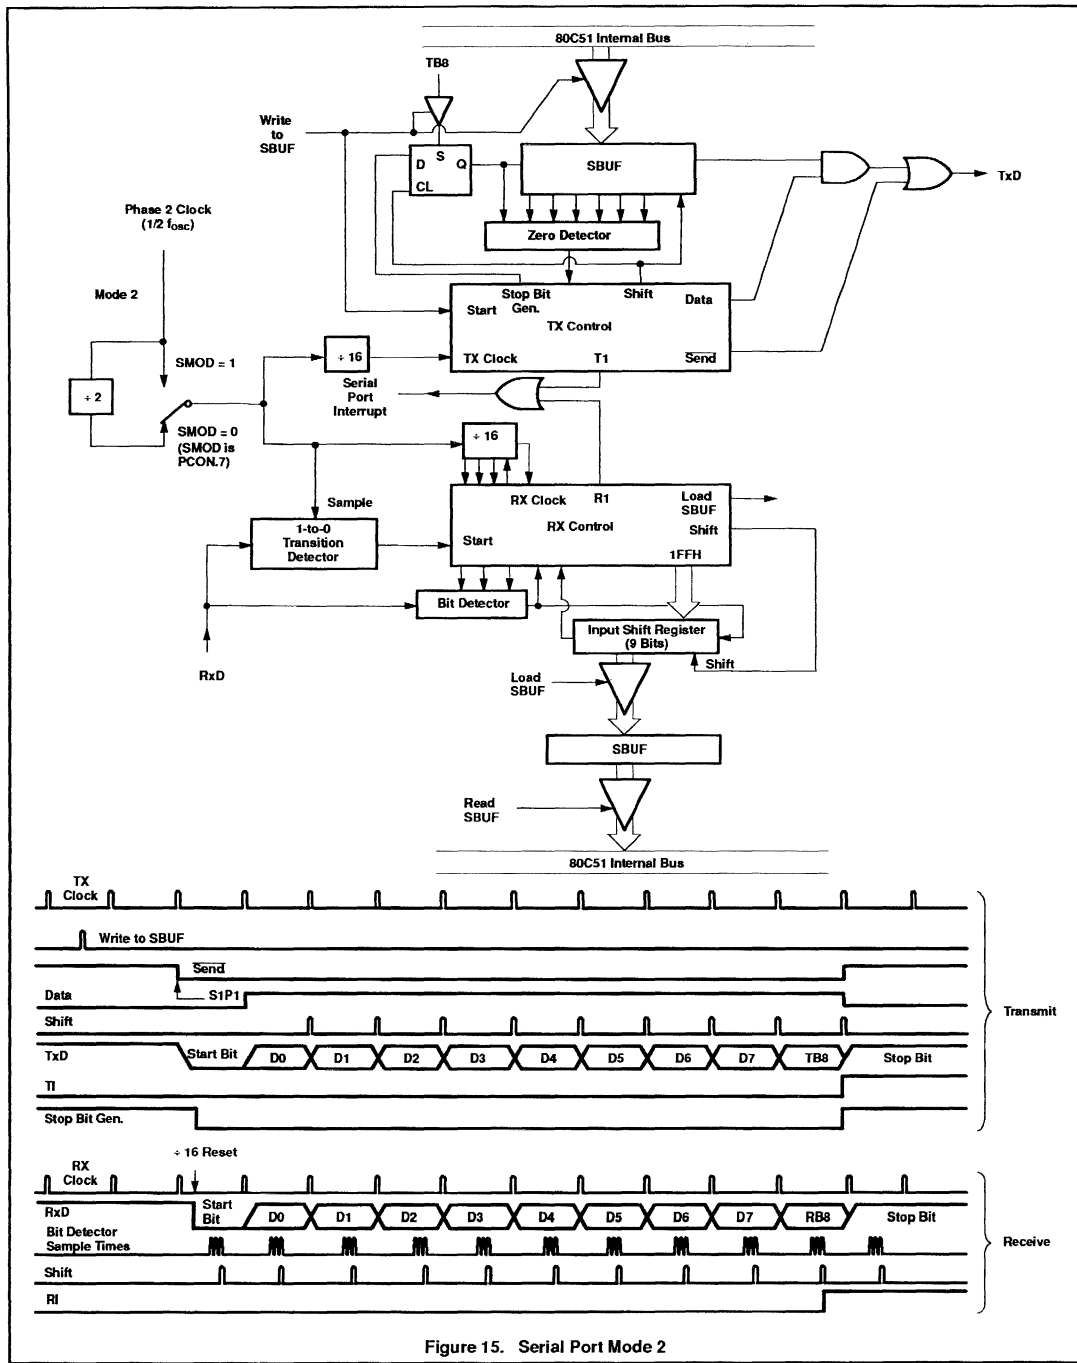 80C51 Internal Bus
TB8
Write
to
SBUF
S
D
Q
CL
SBUF
TxD
Phase 2 Clock
(1/2 fOSC)
Zero Detector
Mode 2
Stop Bit
Gen.
Shift
Data
Start
TX Control
TX Clock
T1
Send
SMOD = 1
÷ 16
÷ 2
Serial
Port
Interrupt
SMOD = 0
(SMOD is
PCON.7)
÷ 16
Sample
RX Clock
R1
Load
SBUF
RX Control
Shift
Start
1FFH
1-to-0
Transition
Detector
Bit Detector
Input Shift Register
(9 Bits)
Shift
RxD
Load
SBUF
SBUF
Read
SBUF
80C51 Internal Bus
TX
Clock
Write to SBUF
Send
Data
S1P1
Shift
TxD
Start Bit
D0
D1
D2
D3
D4
D5
D6
D7
TB8
Stop Bit
TI
Stop Bit Gen.
Transmit
÷ 16 Reset
RX
Clock
RxD
Start
Bit
D0
D1
D2
D3
D4
D5
D6
D7
RB8
Stop Bit
Bit Detector
Sample Times
Shift
RI
Receive
Figure 15. Serial Port Mode 2